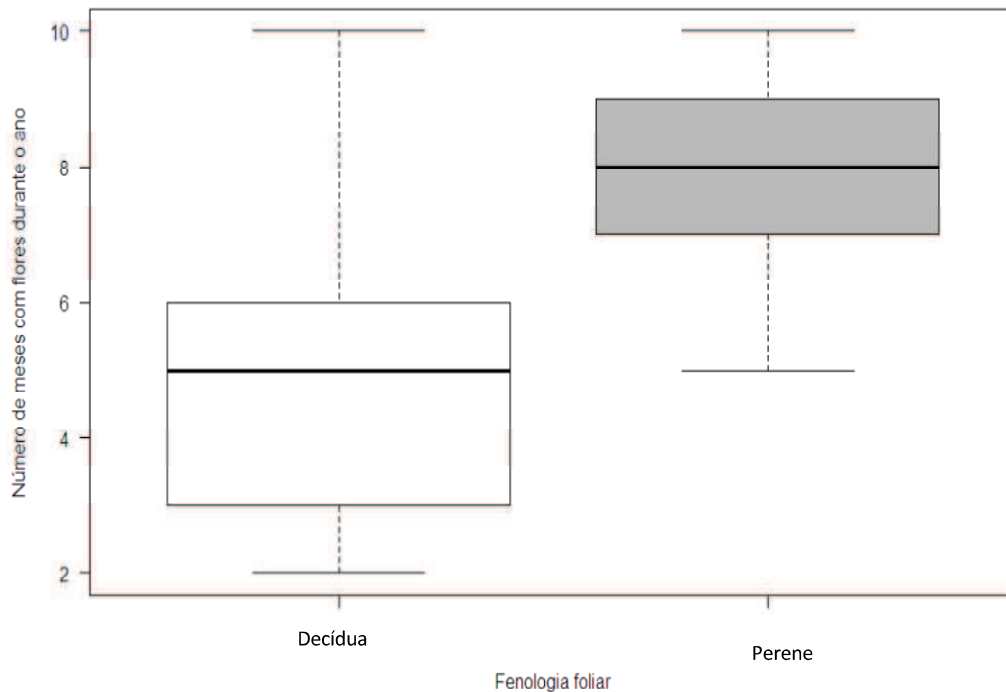 Número de meses com flores durante o ano
10
8
6
4
2
Decídua
Perene
Fenologia foliar